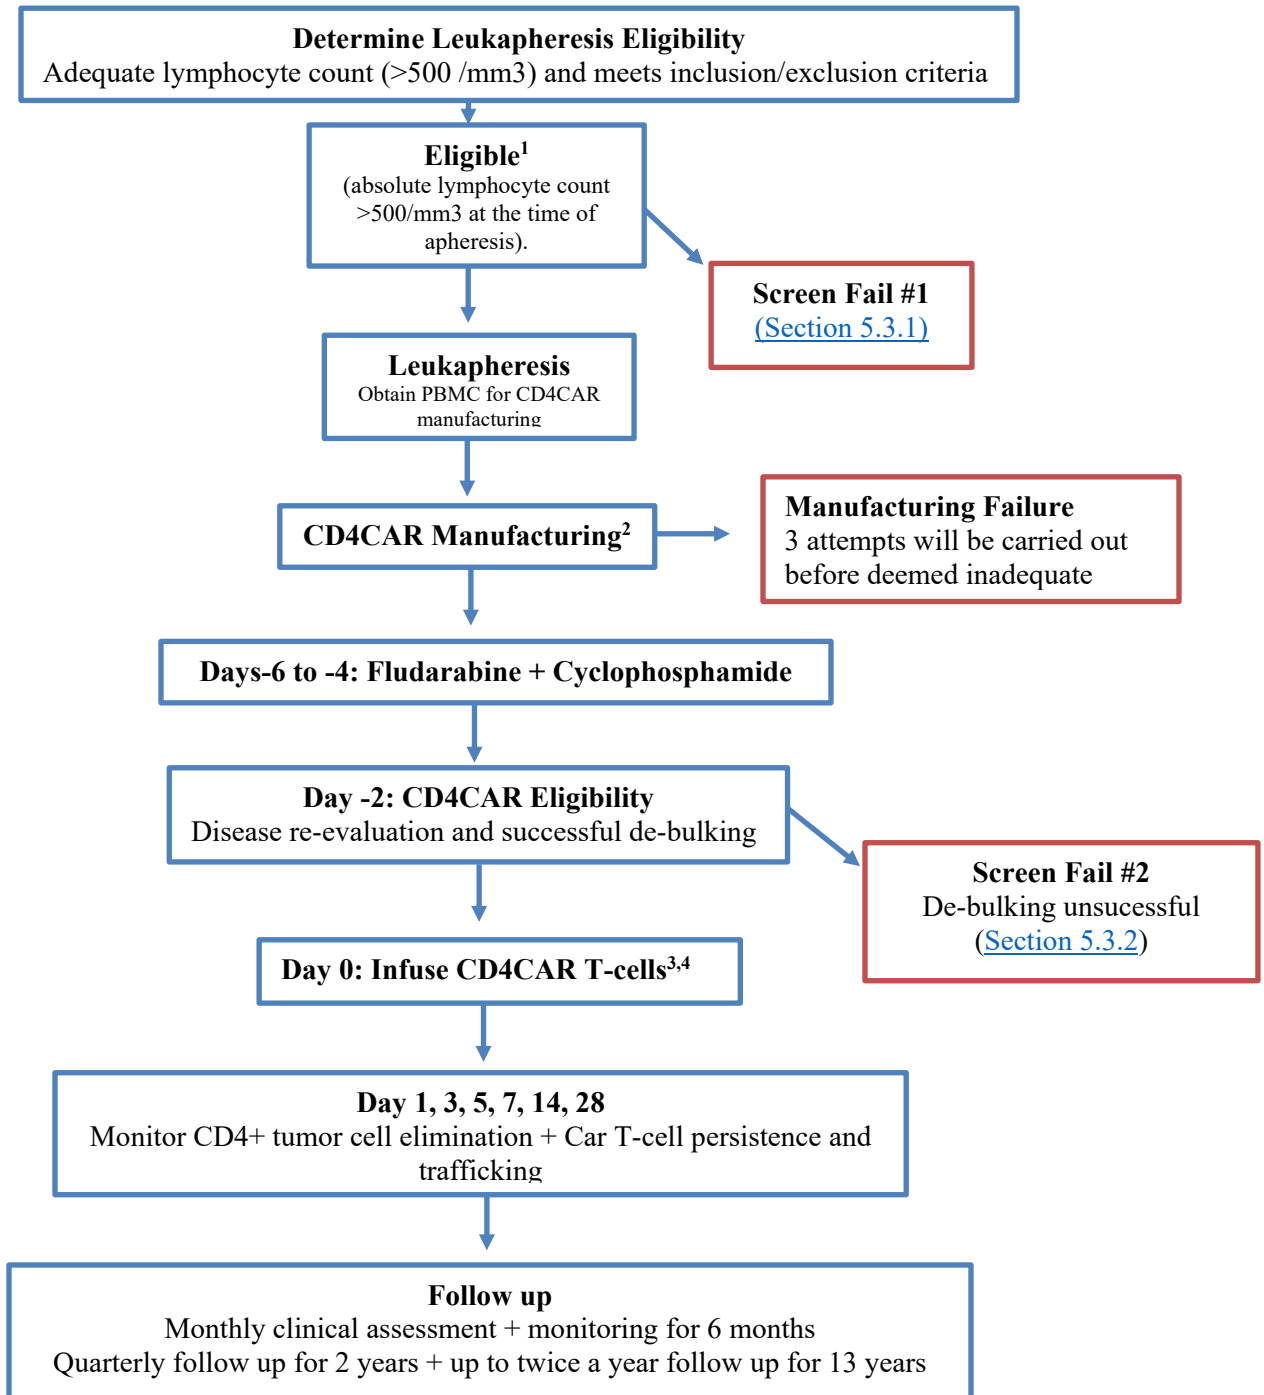 Determine Leukapheresis Eligibility
Adequate lymphocyte count (>500 /mm3) and meets inclusion/exclusion criteria
Eligible¹
(absolute lymphocyte count
>500/mm3 at the time of
apheresis).
Screen Fail #1
(Section 5.3.1)
Leukapheresis
Obtain PBMC for CD4CAR
manufacturing
CD4CAR Manufacturing²
Manufacturing Failure
3 attempts will be carried out
before deemed inadequate
Days-6 to -4: Fludarabine + Cyclophosphamide
Day -2: CD4CAR Eligibility
Disease re-evaluation and successful de-bulking
Screen Fail #2
De-bulking unsucessful
(Section 5.3.2)
Day 0: Infuse CD4CAR T-cells³,⁴
Day 1, 3, 5, 7, 14, 28
Monitor CD4+ tumor cell elimination + Car T-cell persistence and
trafficking
Follow up
Monthly clinical assessment + monitoring for 6 months
Quarterly follow up for 2 years + up to twice a year follow up for 13 years